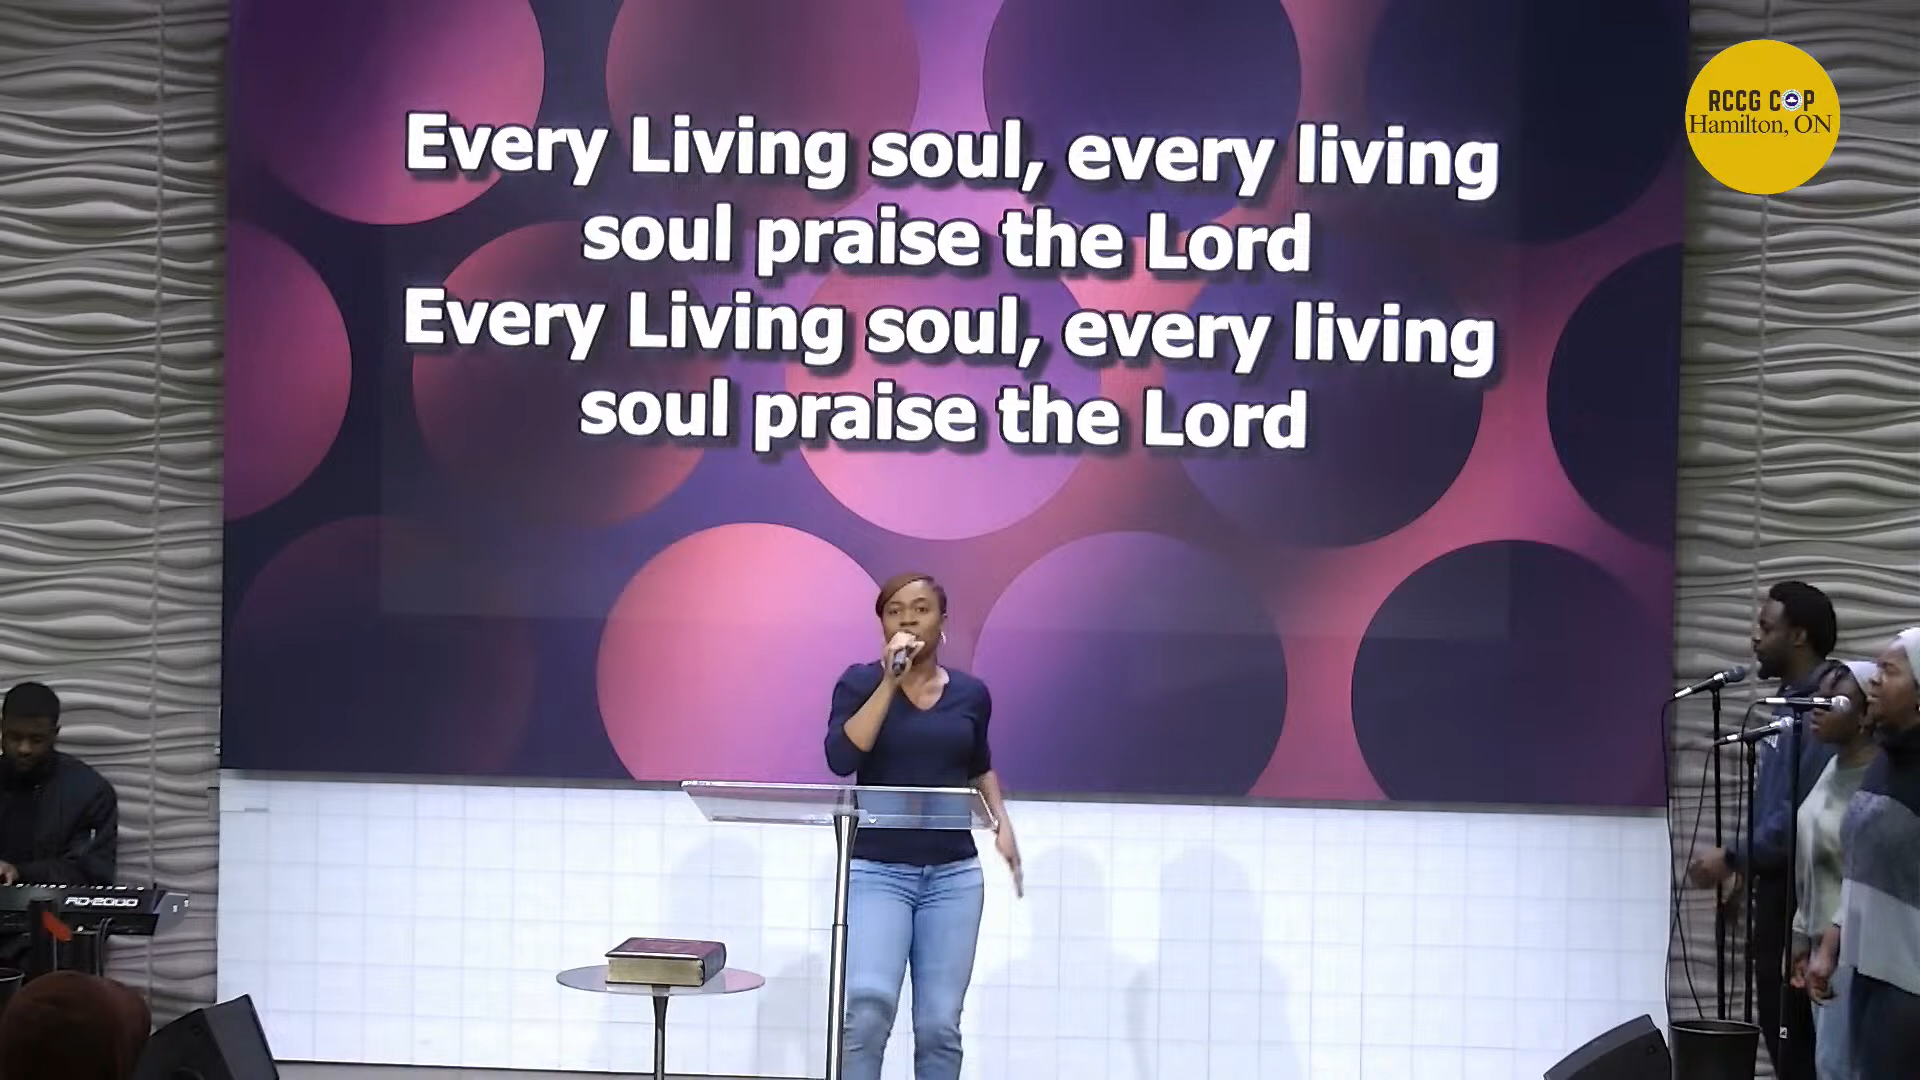 Every Living soul, every living
soul praise the Lord
Every Living soul, every living
soul praise the Lord
RCCG COP
Hamilton, ON
RD-2000